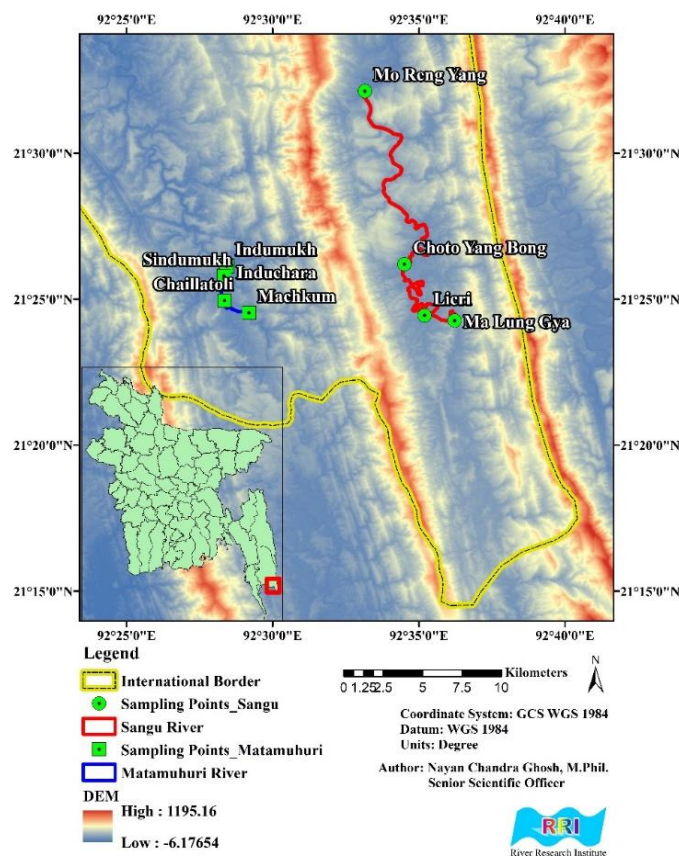 92°25'0"E 92°30'0"E 92°35'0"E 92°40'0"E
Mo Reng Yang
21°30'0"N 21°30'0"N
Choto Yang Bong
Sindumukh Indumukh
Induchara
Chaillatoli
Machkum
21°25'0"N 21°25'0"N
Licri
Ma Lung Gya
21°20'0"N 21°20'0"N
21°15'0"N 21°15'0"N
92°25'0"E 92°30'0"E 92°35'0"E 92°40'0"E
Legend
International Border
Sampling Points_Sangu
Sangu River
Sampling Points_Matamuhuri
Matamuhuri River
DEM
High : 1195.16
Low : -6.17654
Kilometers
0 1.25 2.5 5 7.5 10
N
Coordinate System: GCS WGS 1984
Datum: WGS 1984
Units: Degree
Author: Nayan Chandra Ghosh, M.Phil.
Senior Scientific Officer
RRI
River Research Institute